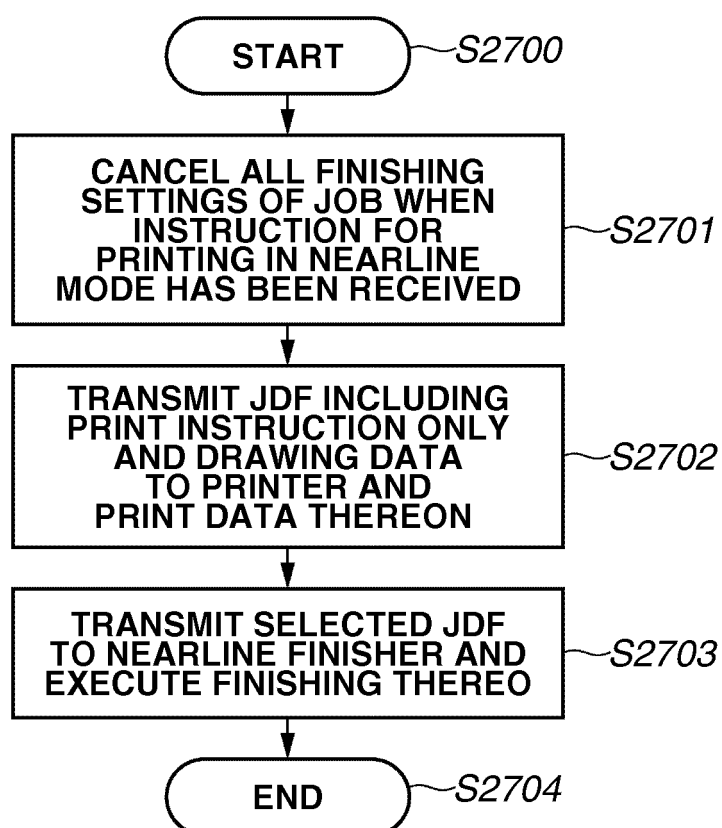 START
S2700
CANCEL ALL FINISHING
SETTINGS OF JOB WHEN
INSTRUCTION FOR
PRINTING IN NEARLINE
MODE HAS BEEN RECEIVED
S2701
TRANSMIT JDF INCLUDING
PRINT INSTRUCTION ONLY
AND DRAWING DATA
TO PRINTER AND
PRINT DATA THEREON
S2702
TRANSMIT SELECTED JDF
TO NEARLINE FINISHER AND
EXECUTE FINISHING THEREO
S2703
END
S2704